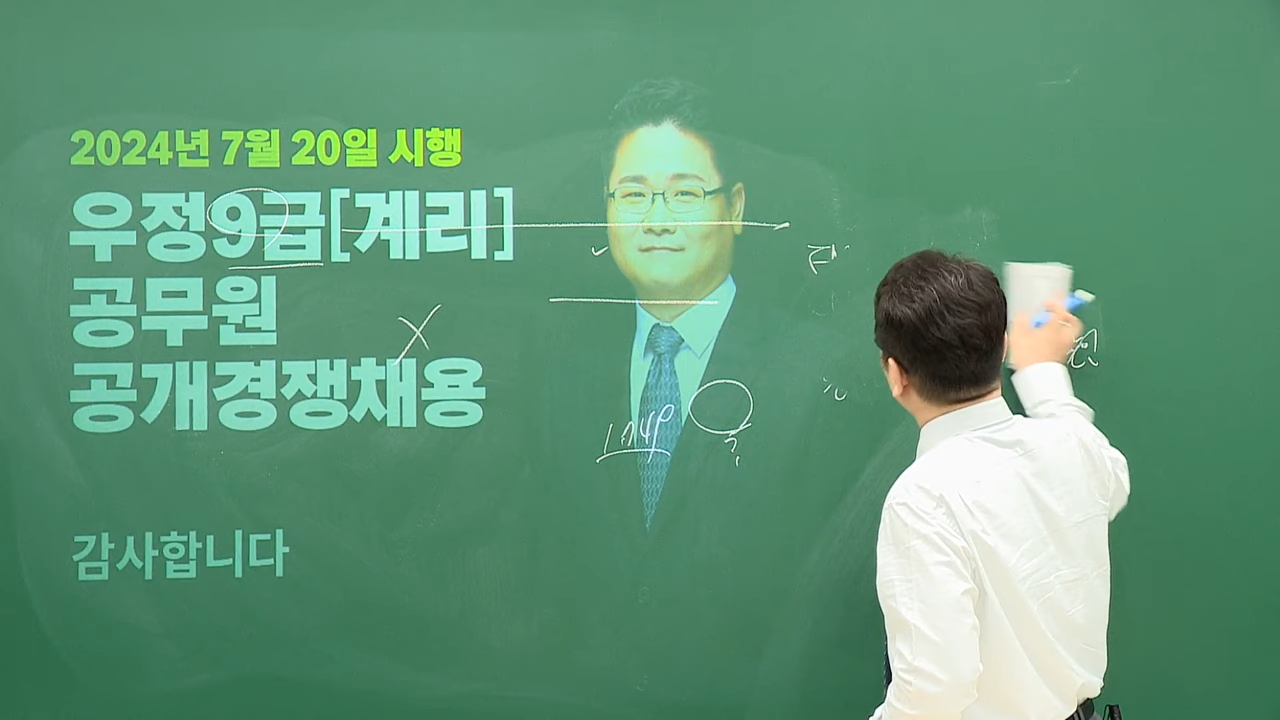 2024년 7월 20일 시행
우정9급[계리]
공무원
공개경쟁채용
감사합니다